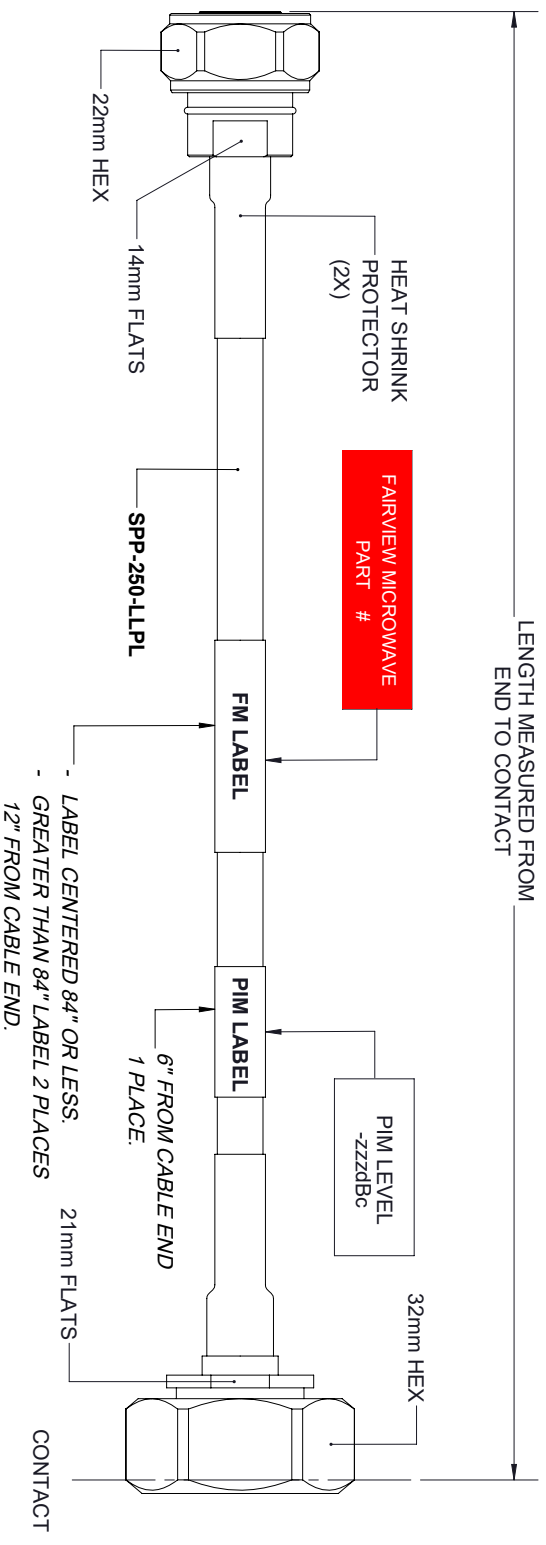 LENGTH MEASURED FROM
END TO CONTACT
HEAT SHRINK
PROTECTOR
(2X)
FAIRVIEW MICROWAVE
PART #
PIM LEVEL
-zzzdBc
32mm HEX
FM LABEL
PIM LABEL
22mm HEX
14mm FLATS
SPP-250-LLPL
6" FROM CABLE END
1 PLACE.
- LABEL CENTERED 84" OR LESS.
- GREATER THAN 84" LABEL 2 PLACES
12" FROM CABLE END.
21mm FLATS
CONTACT